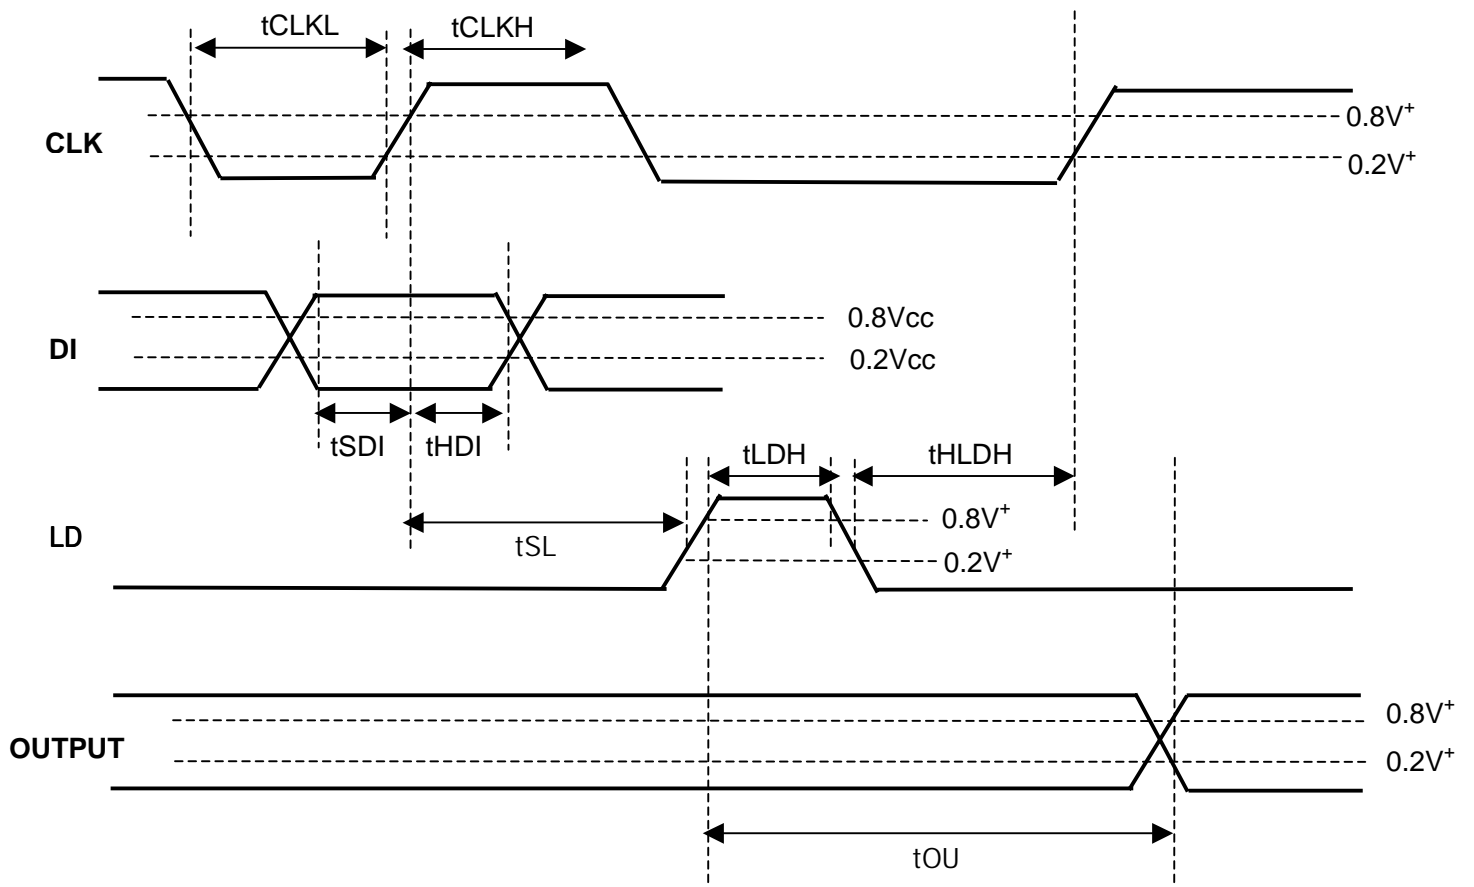 tCLKL
tCLKH
CLK
0.8V⁺
0.2V⁺
DI
0.8Vcc
0.2Vcc
tSDI
tHDI
tLDH
tHLDH
LD
tSL
0.8V⁺
0.2V⁺
OUTPUT
0.8V⁺
0.2V⁺
tOU